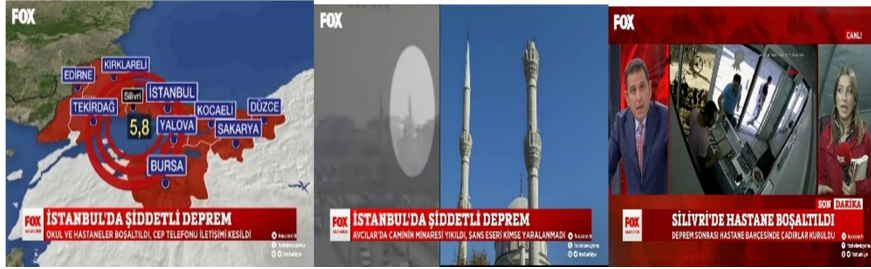 FOX
EDİRNE
KIRKLARELİ
TEKİRDAĞ
Silivri
İSTANBUL
5,8
KOCAELİ
DÜZCE
YALOVA
SAKARYA
BURSA
FOX
İSTANBUL'DA ŞİDDETLİ DEPREM
OKUL VE HASTANELER BOŞALTILDI, CEP TELEFONU İLETİŞİMİ KESİLDİ
FOX
FOX
İSTANBUL'DA ŞİDDETLİ DEPREM
AVCILAR'DA CAMİNİN MİNARESİ YIKILDI, ŞANS ESERİ KİMSE YARALANMADI
FOX
CANLI
SON DAKİKA
FOX
SİLİVRİ'DE HASTANE BOŞALTILDI
DEPREM SONRASI HASTANE BAHÇESİNDE ÇADIRLAR KURULDU